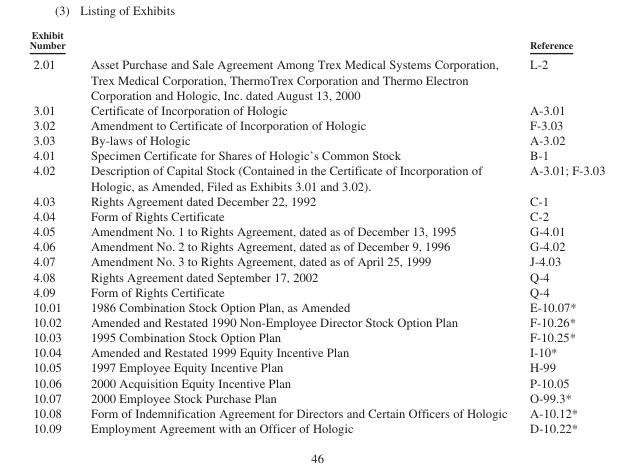 (3) Listing of Exhibits
Exhibit
Number Reference
2.01 Asset Purchase and Sale Agreement Among Trex Medical Systems Corporation, L-2
Trex Medical Corporation, ThermoTrex Corporation and Thermo Electron
Corporation and Hologic, Inc. dated August 13, 2000
3.01 Certificate of Incorporation of Hologic A-3.01
3.02 Amendment to Certificate of Incorporation of Hologic F-3.03
3.03 By-laws of Hologic A-3.02
4.01 Specimen Certificate for Shares of Hologic's Common Stock B-1
4.02 Description of Capital Stock (Contained in the Certificate of Incorporation of A-3.01; F-3.03
Hologic, as Amended, Filed as Exhibits 3.01 and 3.02).
4.03 Rights Agreement dated December 22, 1992 C-1
4.04 Form of Rights Certificate C-2
4.05 Amendment No. 1 to Rights Agreement, dated as of December 13, 1995 G-4.01
4.06 Amendment No. 2 to Rights Agreement, dated as of December 9, 1996 G-4.02
4.07 Amendment No. 3 to Rights Agreement, dated as of April 25, 1999 J-4.03
4.08 Rights Agreement dated September 17, 2002 Q-4
4.09 Form of Rights Certificate Q-4
10.01 1986 Combination Stock Option Plan, as Amended E-10.07*
10.02 Amended and Restated 1990 Non-Employee Director Stock Option Plan F-10.26*
10.03 1995 Combination Stock Option Plan F-10.25*
10.04 Amended and Restated 1999 Equity Incentive Plan I-10*
10.05 1997 Employee Equity Incentive Plan H-99
10.06 2000 Acquisition Equity Incentive Plan P-10.05
10.07 2000 Employee Stock Purchase Plan O-99.3*
10.08 Form of Indemnification Agreement for Directors and Certain Officers of Hologic A-10.12*
10.09 Employment Agreement with an Officer of Hologic D-10.22*
46